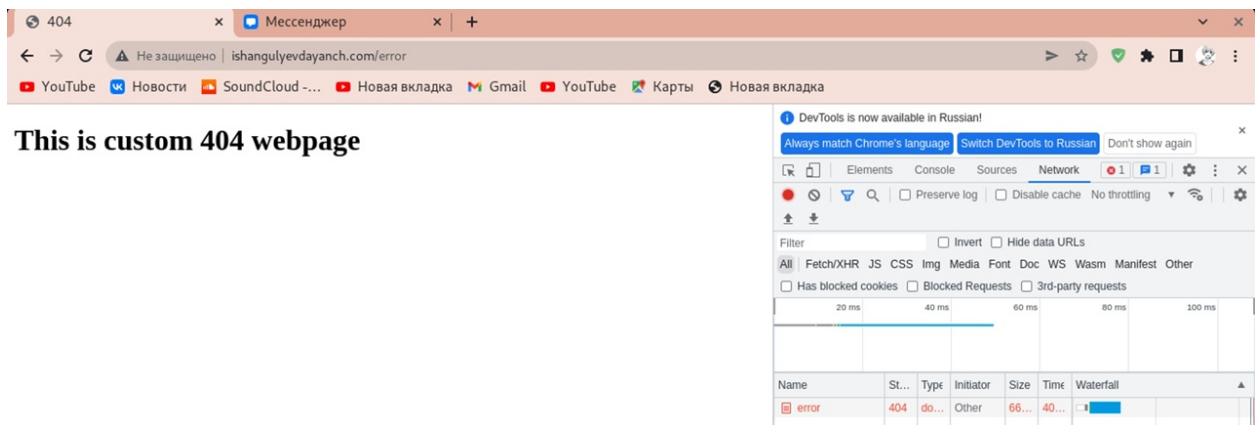 404
Мессенджер
Не защищено | ishangulyevdayanch.com/error
YouTube Новости SoundCloud -... Новая вкладка Gmail YouTube Карты Новая вкладка
This is custom 404 webpage
DevTools is now available in Russian!
Always match Chrome's language Switch DevTools to Russian Don't show again
Elements Console Sources Network 1 1
Preserve log Disable cache No throttling
Filter Invert Hide data URLs
All Fetch/XHR JS CSS Img Media Font Doc WS Wasm Manifest Other
Has blocked cookies Blocked Requests 3rd-party requests
20 ms 40 ms 60 ms 80 ms 100 ms
Name St... Type Initiator Size Time Waterfall
error 404 do... Other 66... 40...